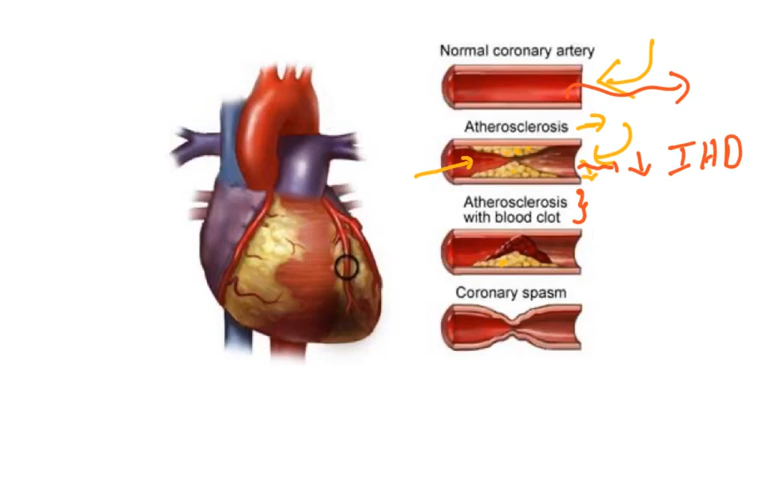 Normal coronary artery
Atherosclerosis
↓ IHD
Atherosclerosis
with blood clot
Coronary spasm